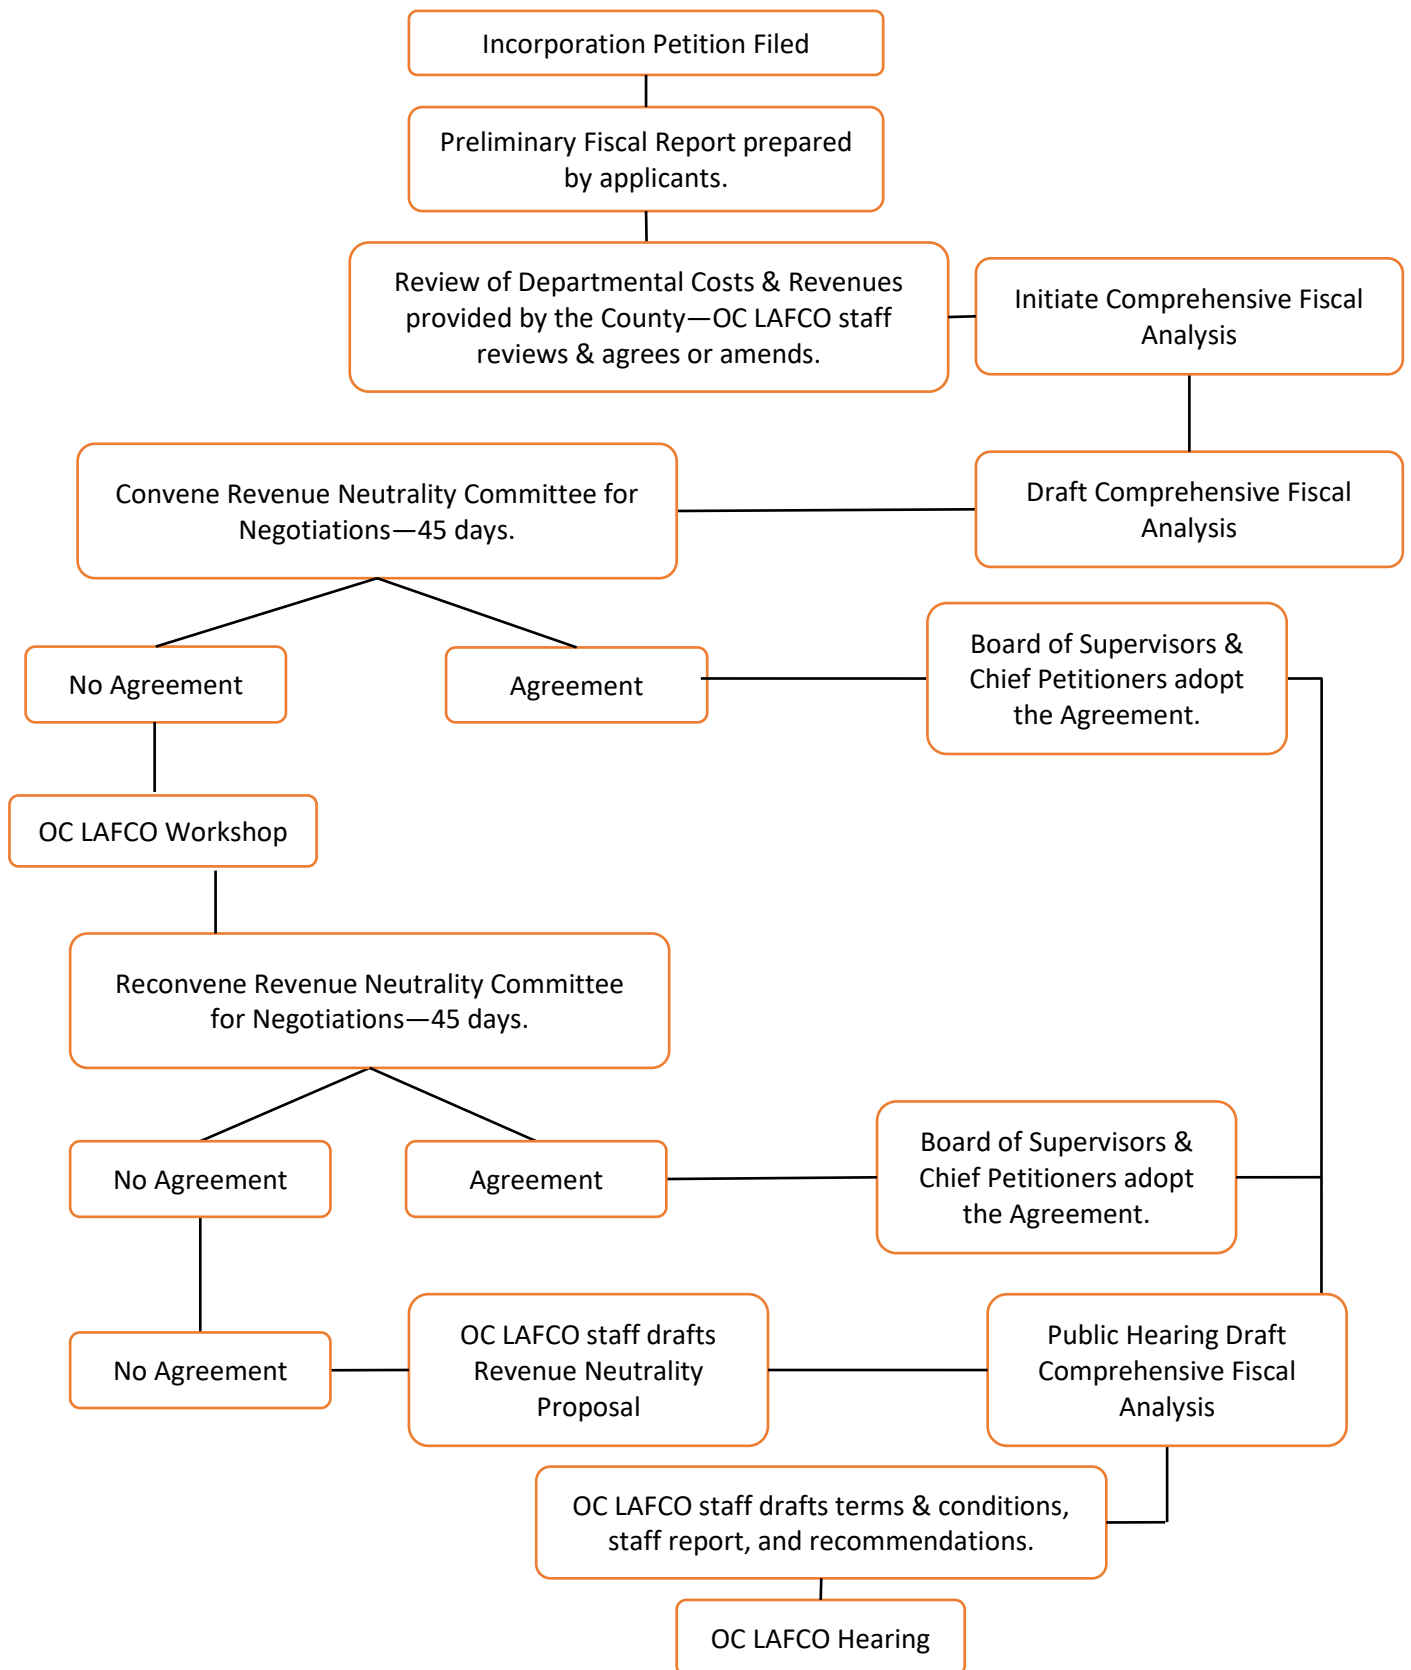 Incorporation Petition Filed
Preliminary Fiscal Report prepared
by applicants.
Review of Departmental Costs & Revenues
provided by the County—OC LAFCO staff
reviews & agrees or amends.
Initiate Comprehensive Fiscal
Analysis
Convene Revenue Neutrality Committee for
Negotiations—45 days.
Draft Comprehensive Fiscal
Analysis
No Agreement
Agreement
Board of Supervisors &
Chief Petitioners adopt
the Agreement.
OC LAFCO Workshop
Reconvene Revenue Neutrality Committee
for Negotiations—45 days.
No Agreement
Agreement
Board of Supervisors &
Chief Petitioners adopt
the Agreement.
No Agreement
OC LAFCO staff drafts
Revenue Neutrality
Proposal
Public Hearing Draft
Comprehensive Fiscal
Analysis
OC LAFCO staff drafts terms & conditions,
staff report, and recommendations.
OC LAFCO Hearing